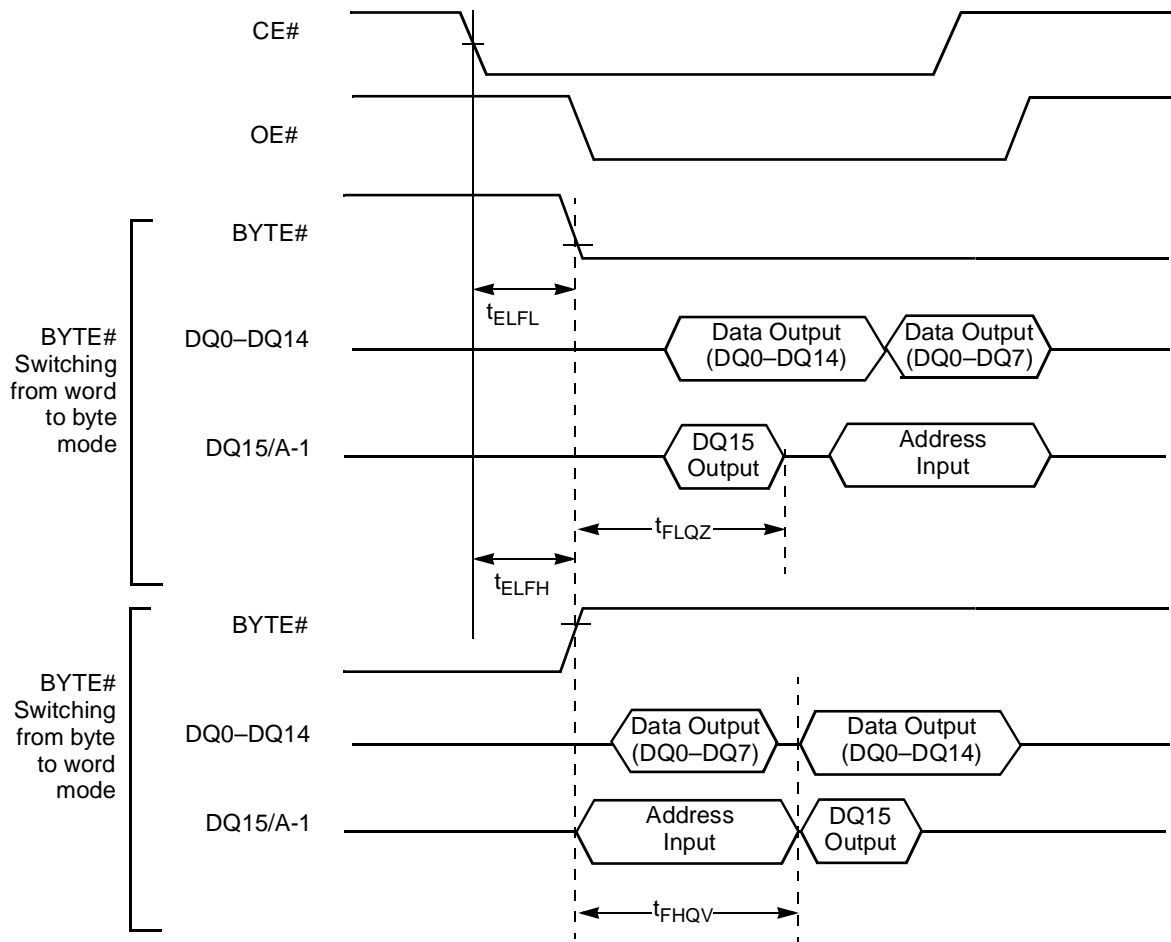 CE#
OE#
BYTE#
Switching
from word
to byte
mode
BYTE#
tELFL
DQ0–DQ14
Data Output
(DQ0–DQ14)
Data Output
(DQ0–DQ7)
DQ15/A-1
DQ15
Output
Address
Input
tFLQZ
tELFH
BYTE#
Switching
from byte
to word
mode
BYTE#
DQ0–DQ14
Data Output
(DQ0–DQ7)
Data Output
(DQ0–DQ14)
DQ15/A-1
Address
Input
DQ15
Output
tFHQV